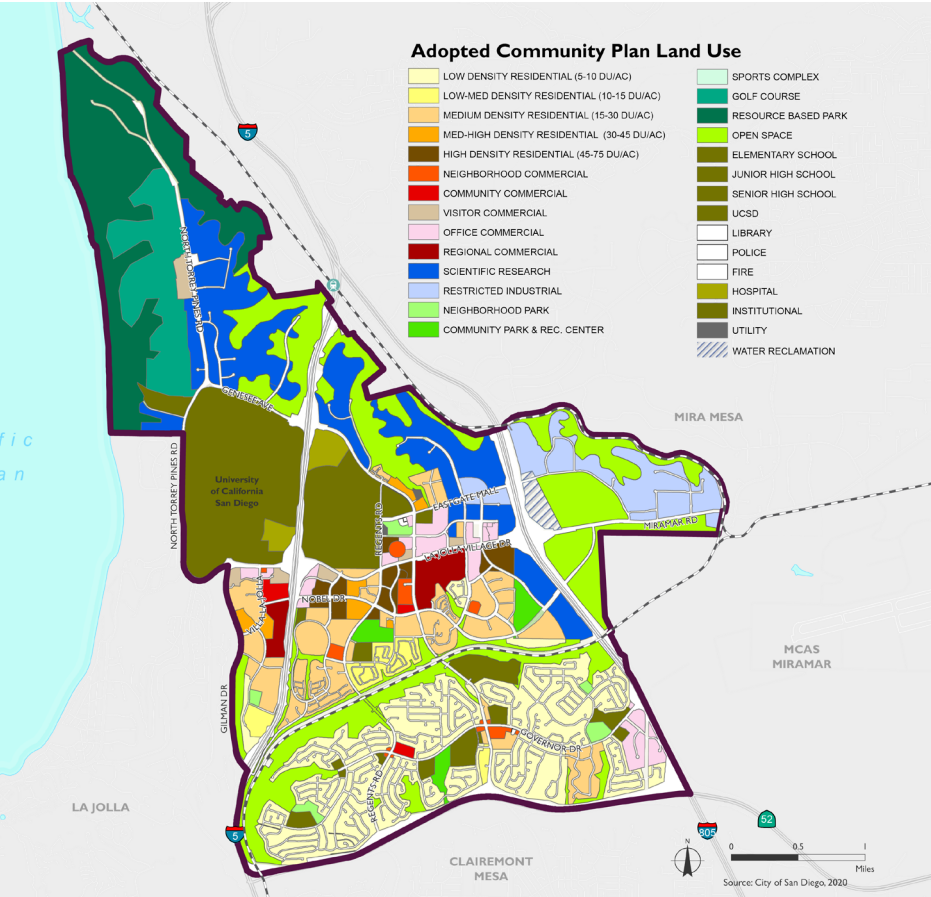 Adopted Community Plan Land Use
LOW DENSITY RESIDENTIAL (5-10 DU/AC)
LOW-MED DENSITY RESIDENTIAL (10-15 DU/AC)
MEDIUM DENSITY RESIDENTIAL (15-30 DU/AC)
MED-HIGH DENSITY RESIDENTIAL (30-45 DU/AC)
HIGH DENSITY RESIDENTIAL (45-75 DU/AC)
NEIGHBORHOOD COMMERCIAL
COMMUNITY COMMERCIAL
VISITOR COMMERCIAL
OFFICE COMMERCIAL
REGIONAL COMMERCIAL
SCIENTIFIC RESEARCH
RESTRICTED INDUSTRIAL
NEIGHBORHOOD PARK
COMMUNITY PARK & REC. CENTER
SPORTS COMPLEX
GOLF COURSE
RESOURCE BASED PARK
OPEN SPACE
ELEMENTARY SCHOOL
JUNIOR HIGH SCHOOL
SENIOR HIGH SCHOOL
UCSD
LIBRARY
POLICE
FIRE
HOSPITAL
INSTITUTIONAL
UTILITY
WATER RECLAMATION
5
NORTH TORREY PINES RD
GENESEE AVE
MIRA MESA
fic
an
NORTH TORREY PINES RD
University
of California
San Diego
REGENTS RD
EASTGATE MALL
MIRAMAR RD
LA JOLLA VILLAGE DR
VILLA LA JOLLA
NOBEL DR
MCAS
MIRAMAR
GILMAN DR
GOVERNOR DR
REGENTS RD
LA JOLLA
5
805
52
CLAIREMONT
MESA
N
0
0.5
1
Miles
Source: City of San Diego, 2020